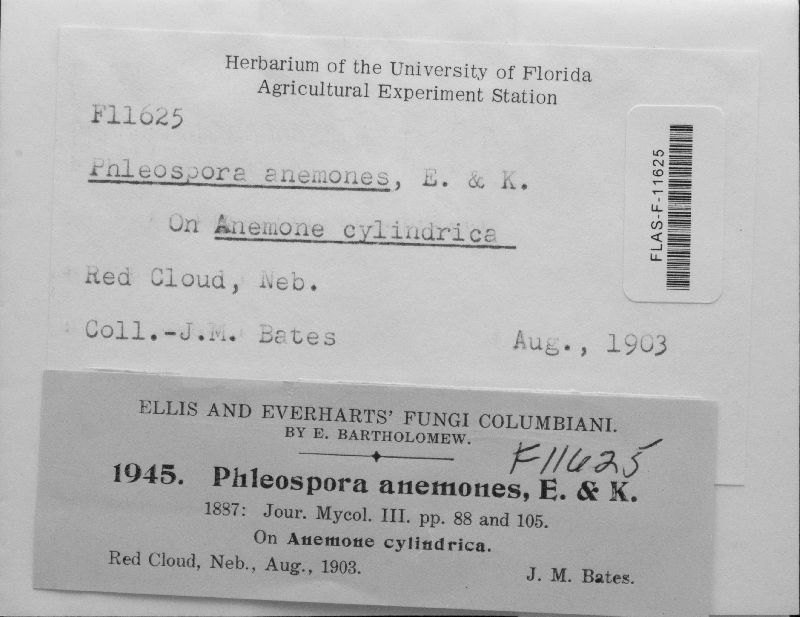 Herbarium of the University of Florida
Agricultural Experiment Station
F11625
Phleospora anemones, E. & K.
On Anemone cylindrica
Red Cloud, Neb.
Coll.-J.M. Bates Aug., 1903
FLAS-F-11625
ELLIS AND EVERHARTS' FUNGI COLUMBIANI.
BY E. BARTHOLOMEW.
F11625
1945. Phleospora anemones, E. & K.
1887: Jour. Mycol. III. pp. 88 and 105.
On Anemone cylindrica.
Red Cloud, Neb., Aug., 1903. J. M. Bates.